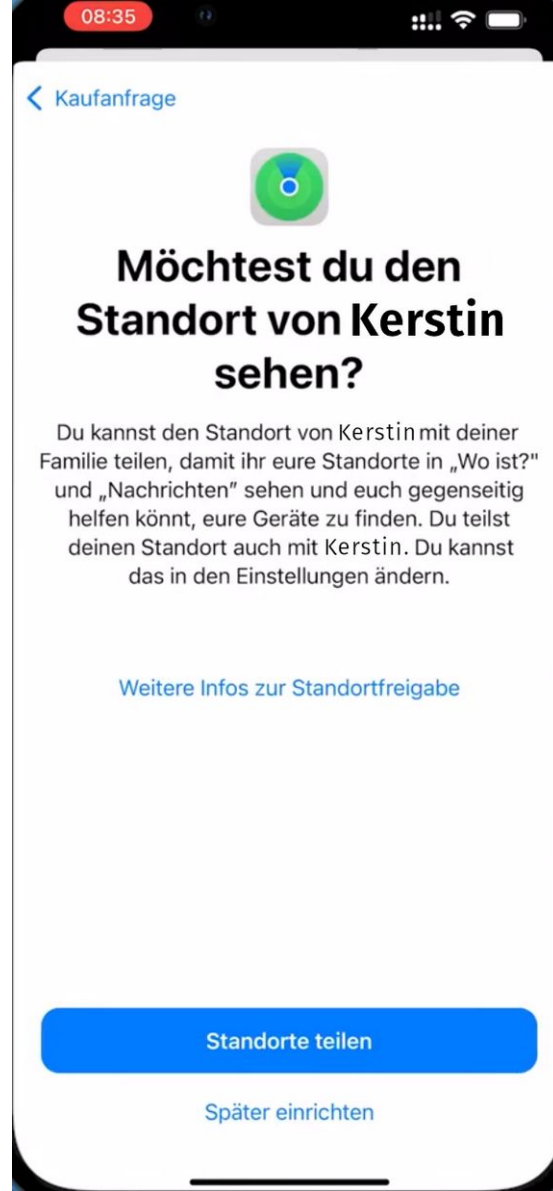 08:35
Kaufanfrage
Möchtest du den
Standort von Kerstin
sehen?
Du kannst den Standort von Kerstin mit deiner
Familie teilen, damit ihr eure Standorte in „Wo ist?"
und „Nachrichten" sehen und euch gegenseitig
helfen könnt, eure Geräte zu finden. Du teilst
deinen Standort auch mit Kerstin. Du kannst
das in den Einstellungen ändern.
Weitere Infos zur Standortfreigabe
Standorte teilen
Später einrichten